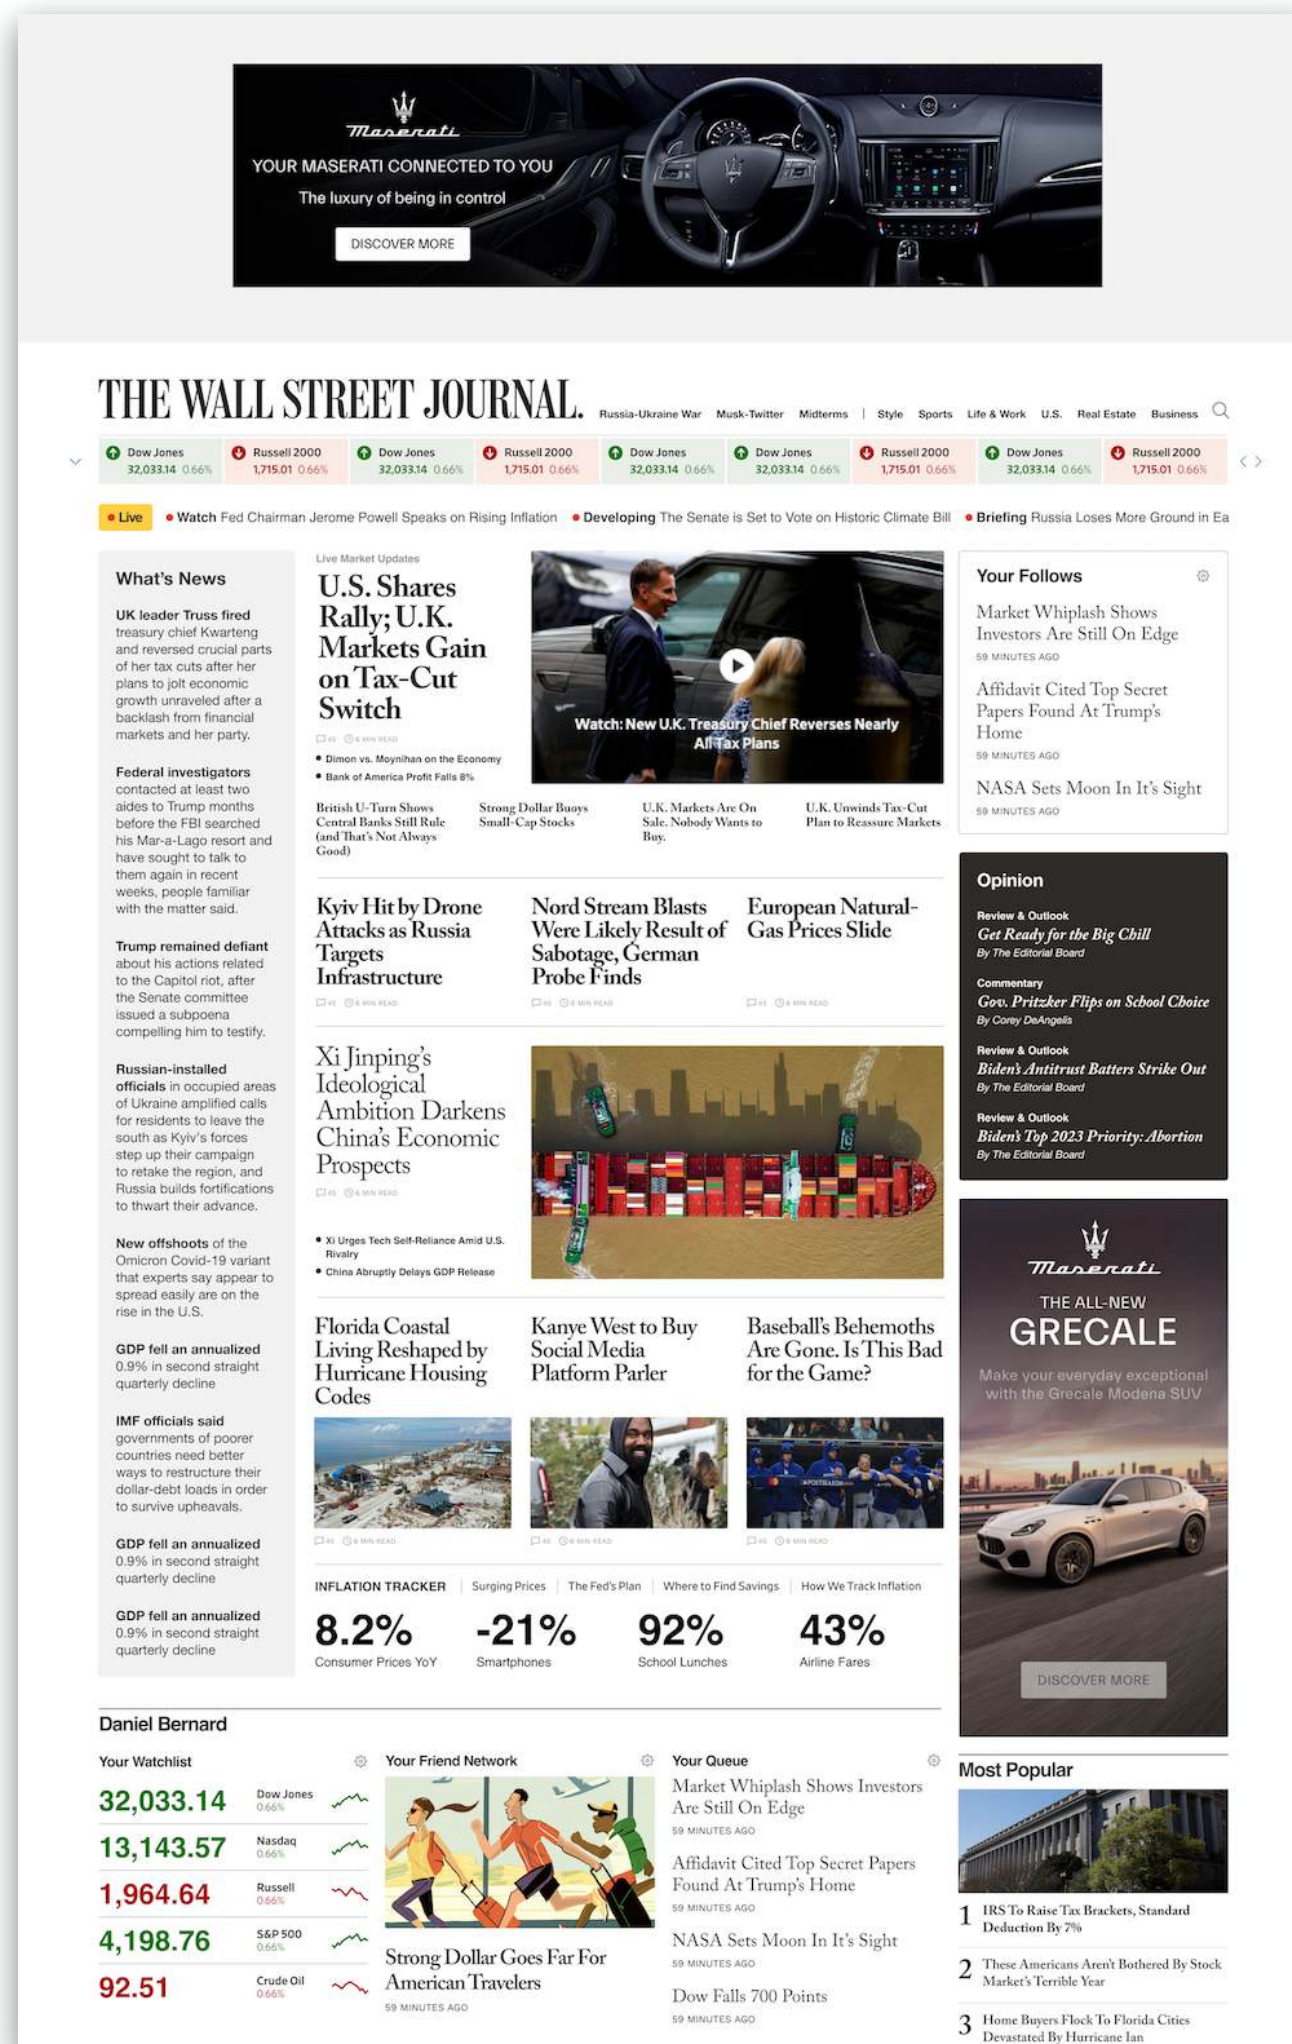 Maserati
YOUR MASERATI CONNECTED TO YOU
The luxury of being in control
DISCOVER MORE
THE WALL STREET JOURNAL.
Russia-Ukraine War Musk-Twitter Midterms | Style Sports Life & Work U.S. Real Estate Business
Dow Jones
32,033.14 0.66%
Russell 2000
1,715.01 0.66%
Dow Jones
32,033.14 0.66%
Russell 2000
1,715.01 0.66%
Dow Jones
32,033.14 0.66%
Dow Jones
32,033.14 0.66%
Russell 2000
1,715.01 0.66%
Dow Jones
32,033.14 0.66%
Russell 2000
1,715.01 0.66%
• Live • Watch Fed Chairman Jerome Powell Speaks on Rising Inflation • Developing The Senate is Set to Vote on Historic Climate Bill • Briefing Russia Loses More Ground in Ea
What's News
UK leader Truss fired
treasury chief Kwarteng
and reversed crucial parts
of her tax cuts after her
plans to jolt economic
growth unraveled after a
backlash from financial
markets and her party.
Federal investigators
contacted at least two
aides to Trump months
before the FBI searched
his Mar-a-Lago resort and
have sought to talk to
them again in recent
weeks, people familiar
with the matter said.
Trump remained defiant
about his actions related
to the Capitol riot, after
the Senate committee
issued a subpoena
compelling him to testify.
Russian-installed
officials in occupied areas
of Ukraine amplified calls
for residents to leave the
south as Kyiv's forces
step up their campaign
to retake the region, and
Russia builds fortifications
to thwart their advance.
New offshoots of the
Omicron Covid-19 variant
that experts say appear to
spread easily are on the
rise in the U.S.
GDP fell an annualized
0.9% in second straight
quarterly decline
IMF officials said
governments of poorer
countries need better
ways to restructure their
dollar-debt loads in order
to survive upheavals.
GDP fell an annualized
0.9% in second straight
quarterly decline
GDP fell an annualized
0.9% in second straight
quarterly decline
Live Market Updates
U.S. Shares
Rally; U.K.
Markets Gain
on Tax-Cut
Switch
45 6 MIN READ
• Dimon vs. Moynihan on the Economy
• Bank of America Profit Falls 8%
Watch: New U.K. Treasury Chief Reverses Nearly
All Tax Plans
British U-Turn Shows
Central Banks Still Rule
(and That's Not Always
Good)
Strong Dollar Buoys
Small-Cap Stocks
U.K. Markets Are On
Sale. Nobody Wants to
Buy.
U.K. Unwinds Tax-Cut
Plan to Reassure Markets
Kyiv Hit by Drone
Attacks as Russia
Targets
Infrastructure
45 6 MIN READ
Nord Stream Blasts
Were Likely Result of
Sabotage, German
Probe Finds
45 6 MIN READ
European Natural-
Gas Prices Slide
45 6 MIN READ
Xi Jinping's
Ideological
Ambition Darkens
China's Economic
Prospects
45 6 MIN READ
• Xi Urges Tech Self-Reliance Amid U.S.
Rivalry
• China Abruptly Delays GDP Release
Florida Coastal
Living Reshaped by
Hurricane Housing
Codes
45 6 MIN READ
Kanye West to Buy
Social Media
Platform Parler
45 6 MIN READ
Baseball's Behemoths
Are Gone. Is This Bad
for the Game?
#POSTSEASON
45 6 MIN READ
INFLATION TRACKER | Surging Prices | The Fed's Plan | Where to Find Savings | How We Track Inflation
8.2%
Consumer Prices YoY
-21%
Smartphones
92%
School Lunches
43%
Airline Fares
Your Follows
Market Whiplash Shows
Investors Are Still On Edge
59 MINUTES AGO
Affidavit Cited Top Secret
Papers Found At Trump's
Home
59 MINUTES AGO
NASA Sets Moon In It's Sight
59 MINUTES AGO
Opinion
Review & Outlook
Get Ready for the Big Chill
By The Editorial Board
Commentary
Gov. Pritzker Flips on School Choice
By Corey DeAngelis
Review & Outlook
Biden's Antitrust Batters Strike Out
By The Editorial Board
Review & Outlook
Biden's Top 2023 Priority: Abortion
By The Editorial Board
Maserati
THE ALL-NEW
GRECALE
Make your everyday exceptional
with the Grecale Modena SUV
DISCOVER MORE
Daniel Bernard
Your Watchlist
32,033.14 Dow Jones
0.66%
13,143.57 Nasdaq
0.66%
1,964.64 Russell
0.66%
4,198.76 S&P 500
0.66%
92.51 Crude Oil
0.66%
Your Friend Network
Strong Dollar Goes Far For
American Travelers
59 MINUTES AGO
Your Queue
Market Whiplash Shows Investors
Are Still On Edge
59 MINUTES AGO
Affidavit Cited Top Secret Papers
Found At Trump's Home
59 MINUTES AGO
NASA Sets Moon In It's Sight
59 MINUTES AGO
Dow Falls 700 Points
59 MINUTES AGO
Most Popular
1 IRS To Raise Tax Brackets, Standard
Deduction By 7%
2 These Americans Aren't Bothered By Stock
Market's Terrible Year
3 Home Buyers Flock To Florida Cities
Devastated By Hurricane Ian